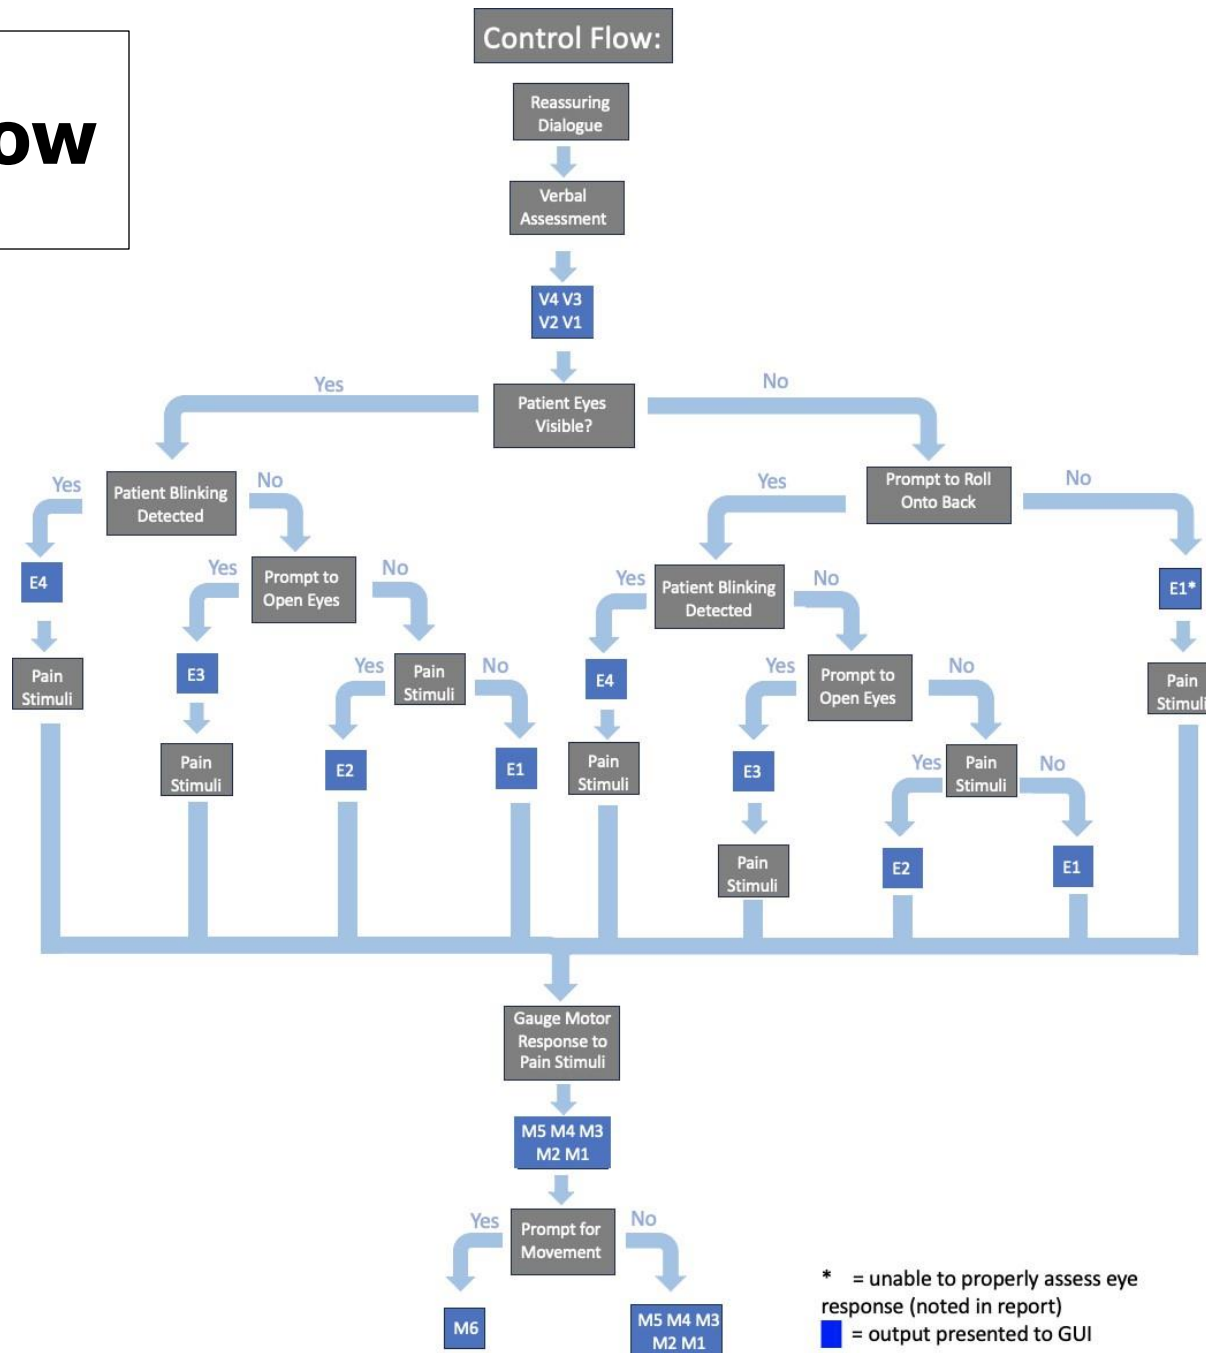 ow
Control Flow:
Reassuring
Dialogue
Verbal
Assessment
V4 V3
V2 V1
Yes
No
Patient Eyes
Visible?
Yes
Patient Blinking
Detected
No
Yes
Prompt to Roll
Onto Back
No
E4
Yes
Prompt to
Open Eyes
No
Yes
Patient Blinking
Detected
No
E1*
Pain
Stimuli
E3
Yes
Pain
Stimuli
No
E4
Yes
Prompt to
Open Eyes
No
Pain
Stimuli
Pain
Stimuli
E2
E1
Pain
Stimuli
E3
Yes
Pain
Stimuli
No
Pain
Stimuli
E2
E1
Gauge Motor
Response to
Pain Stimuli
M5 M4 M3
M2 M1
Yes
Prompt for
Movement
No
M6
M5 M4 M3
M2 M1
* = unable to properly assess eye
response (noted in report)
= output presented to GUI